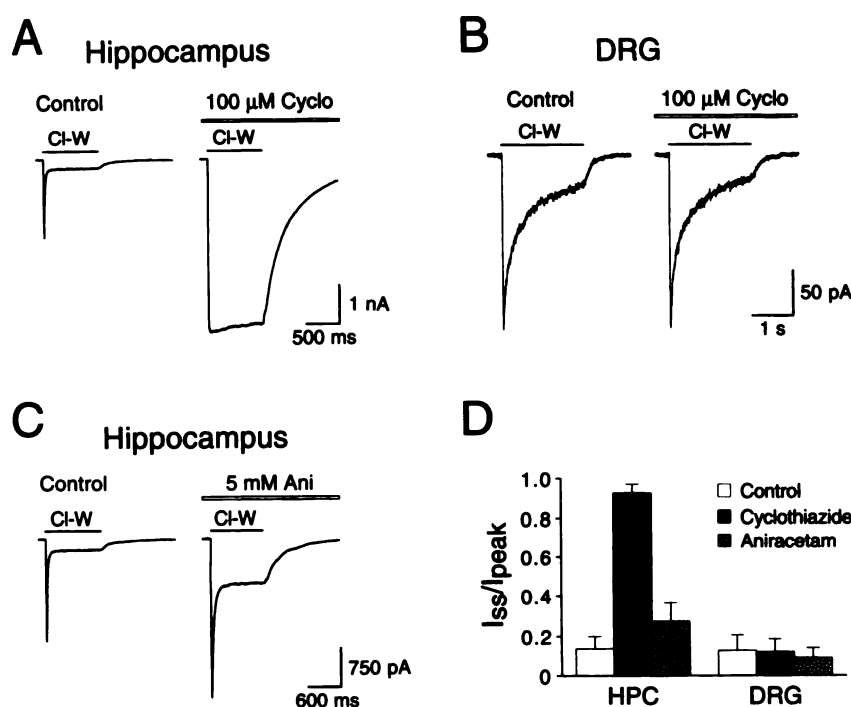 A
Hippocampus
Control
100 μM Cyclo
Cl-W
Cl-W
1 nA
500 ms
B
DRG
Control
100 μM Cyclo
Cl-W
Cl-W
50 pA
1 s
C
Hippocampus
Control
5 mM Ani
Cl-W
Cl-W
750 pA
600 ms
D
1.0
0.8
0.6
0.4
0.2
0
Iss/Ipeak
Control
Cyclothiazide
Aniracetam
HPC
DRG